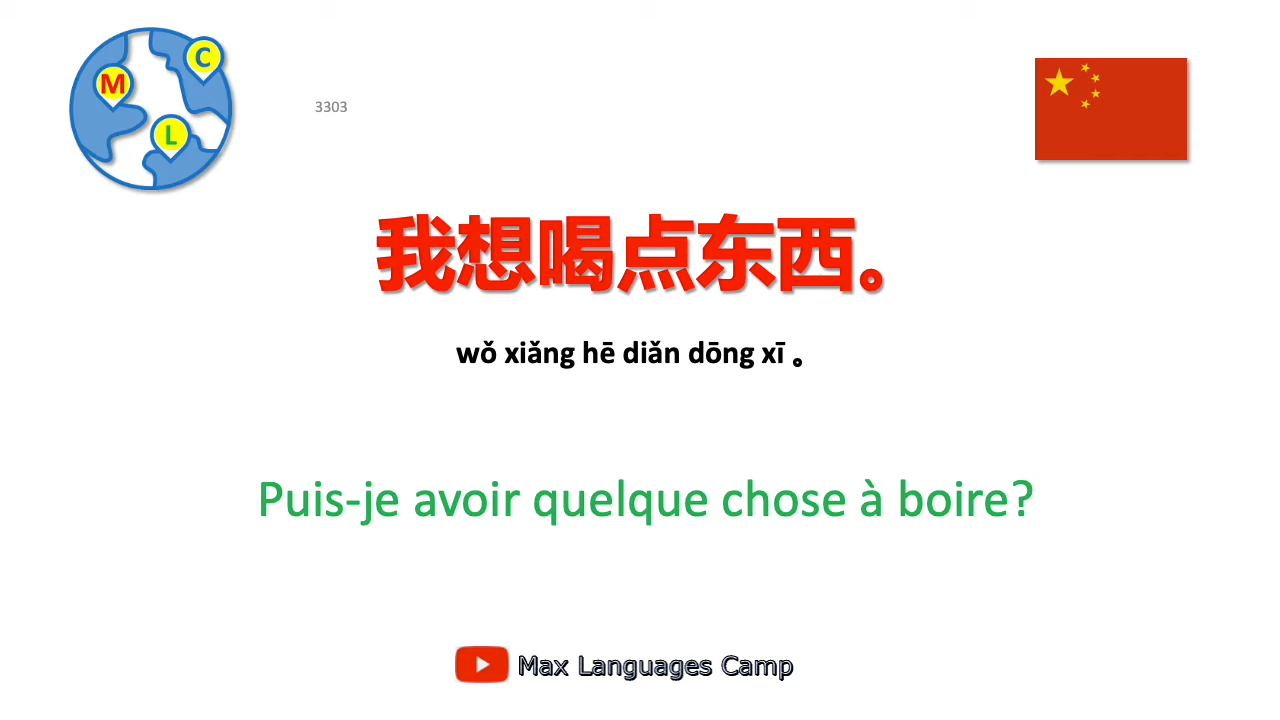 C
M
L
3303
我想喝点东西。
wǒ xiǎng hē diǎn dōng xī 。
Puis-je avoir quelque chose à boire?
Max Languages Camp